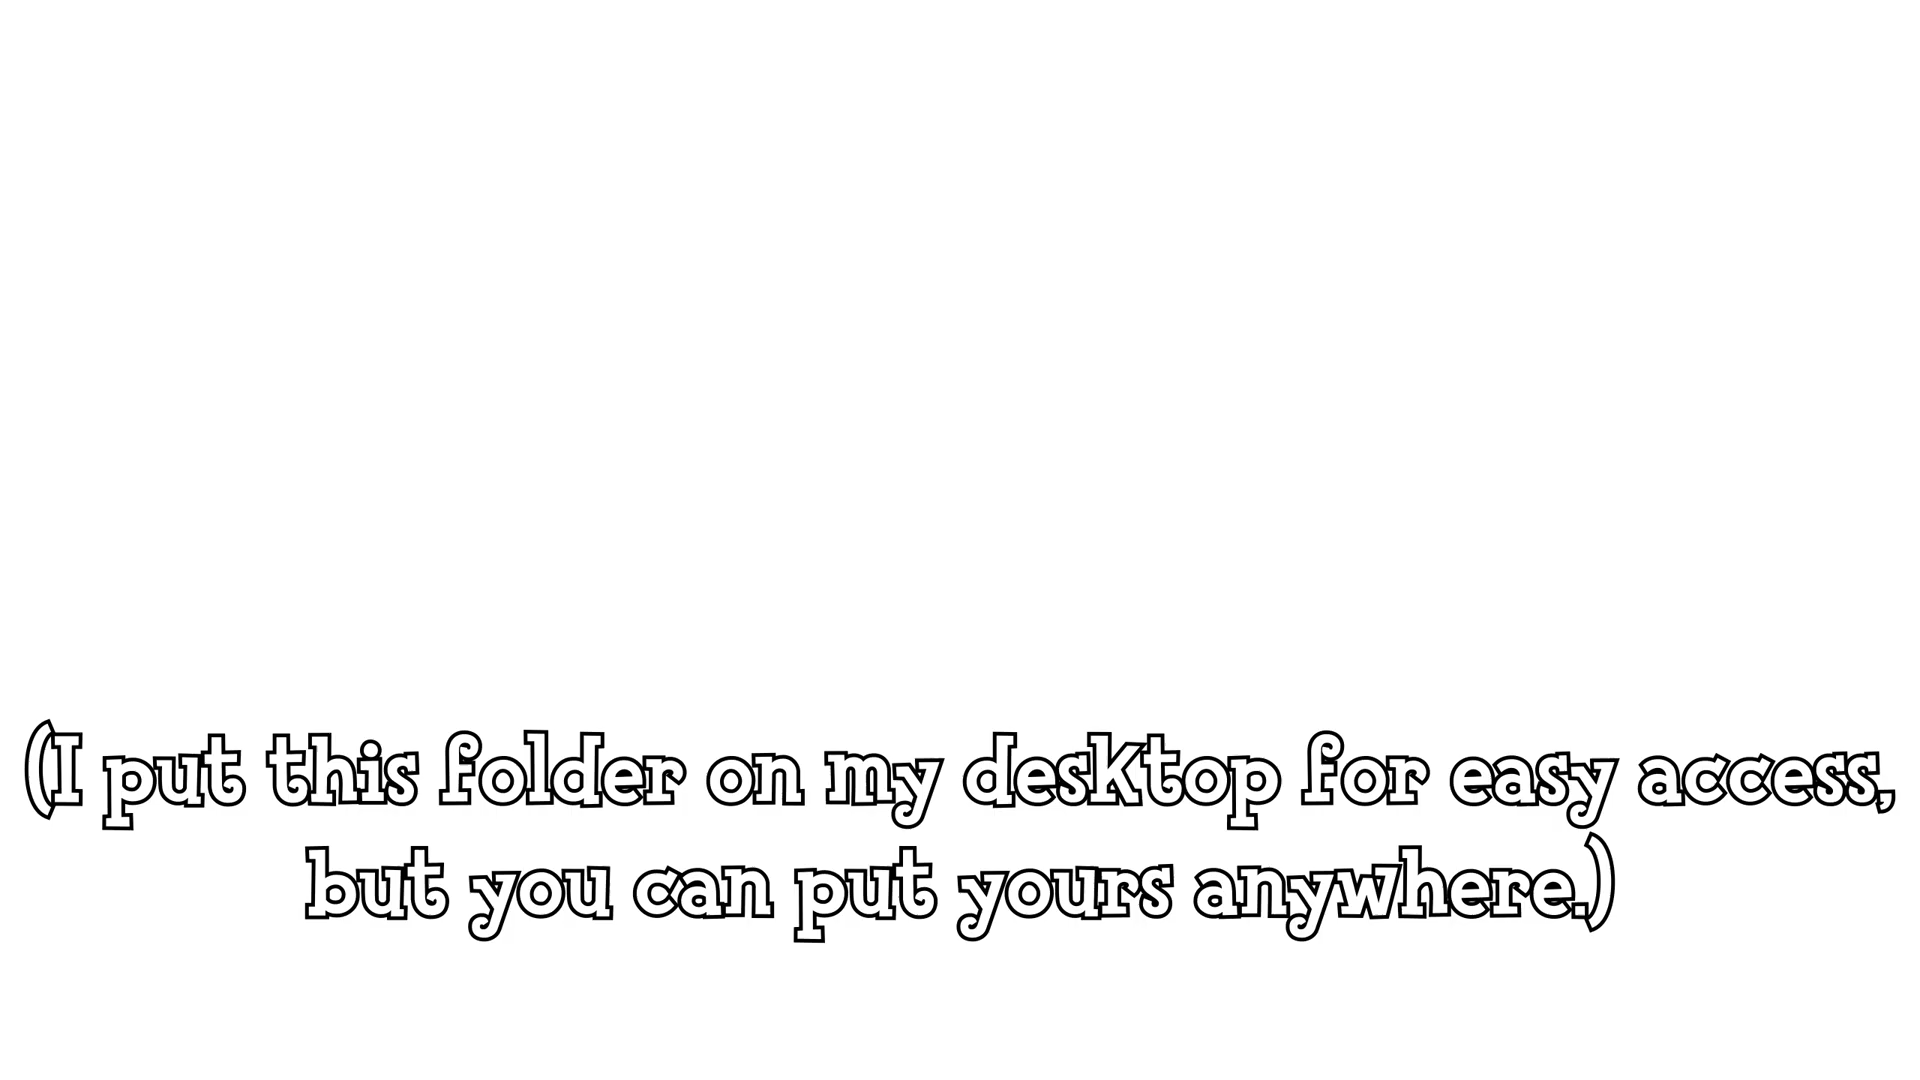 (I put this folder on my desktop for easy access,
but you can put yours anywhere.)